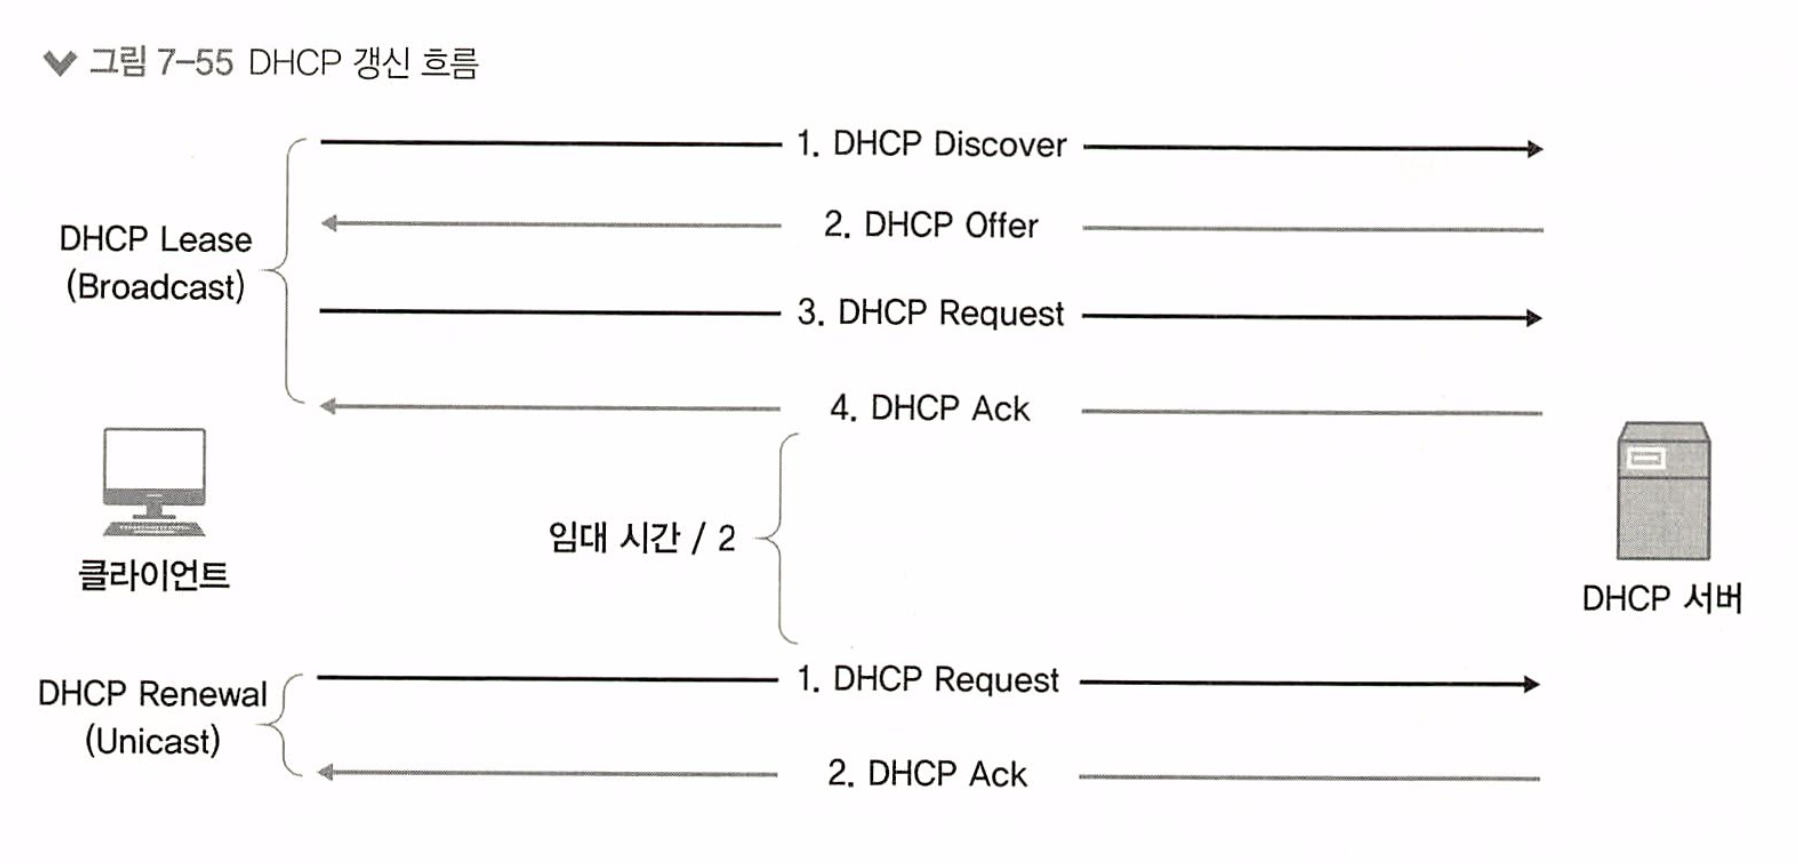 그림 7-55 DHCP 갱신 흐름
1. DHCP Discover
2. DHCP Offer
DHCP Lease
(Broadcast)
3. DHCP Request
4. DHCP Ack
임대 시간 / 2
클라이언트
DHCP 서버
1. DHCP Request
DHCP Renewal
(Unicast)
2. DHCP Ack